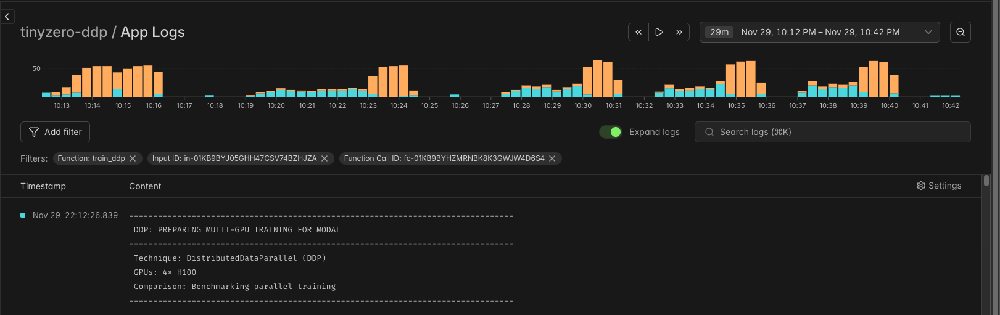 tinyzero-ddp / App Logs
29m Nov 29, 10:12 PM – Nov 29, 10:42 PM
50
10:13 10:14 10:15 10:16 10:17 10:18 10:19 10:20 10:21 10:22 10:23 10:24 10:25 10:26 10:27 10:28 10:29 10:30 10:31 10:32 10:33 10:34 10:35 10:36 10:37 10:38 10:39 10:40 10:41 10:42
Add filter Expand logs Search logs (⌘K)
Filters: Function: train_ddp Input ID: in-01KB9BYJ05GHH47CSV74BZHJZA Function Call ID: fc-01KB9BYHZMRNBK8K3GWJW4D6S4
Timestamp Content Settings
Nov 29 22:12:26.839 ================================================================================
DDP: PREPARING MULTI-GPU TRAINING FOR MODAL
================================================================================
Technique: DistributedDataParallel (DDP)
GPUs: 4× H100
Comparison: Benchmarking parallel training
================================================================================